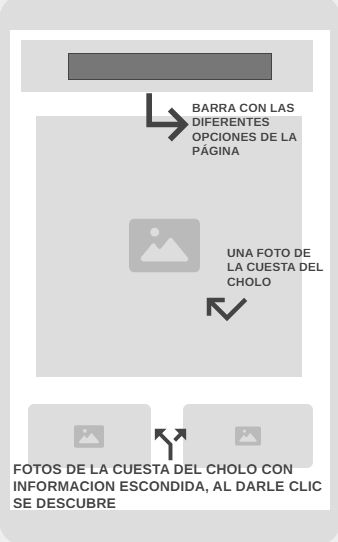 BARRA CON LAS
DIFERENTES
OPCIONES DE LA
PÁGINA
UNA FOTO DE
LA CUESTA DEL
CHOLO
FOTOS DE LA CUESTA DEL CHOLO CON
INFORMACION ESCONDIDA, AL DARLE CLIC
SE DESCUBRE